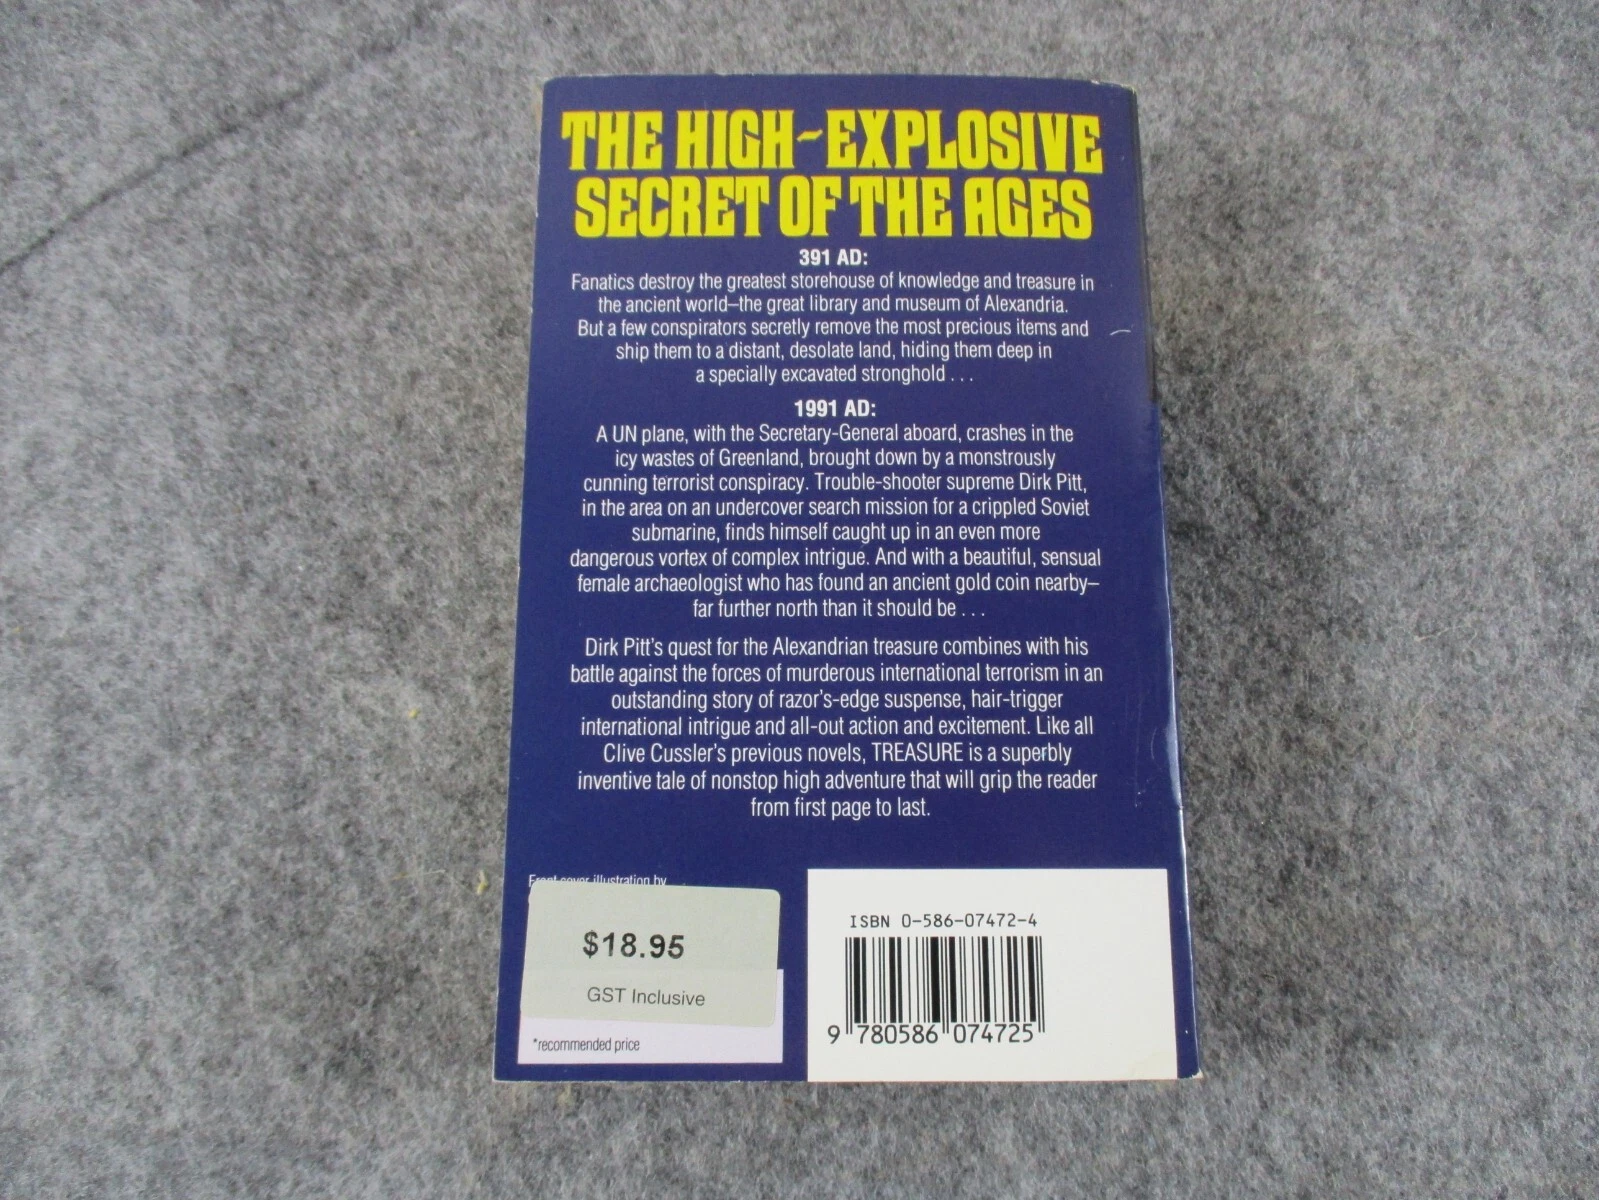 THE HIGH-EXPLOSIVE
SECRET OF THE AGES
391 AD:
Fanatics destroy the greatest storehouse of knowledge and treasure in
the ancient world–the great library and museum of Alexandria.
But a few conspirators secretly remove the most precious items and
ship them to a distant, desolate land, hiding them deep in
a specially excavated stronghold . . .
1991 AD:
A UN plane, with the Secretary-General aboard, crashes in the
icy wastes of Greenland, brought down by a monstrously
cunning terrorist conspiracy. Trouble-shooter supreme Dirk Pitt,
in the area on an undercover search mission for a crippled Soviet
submarine, finds himself caught up in an even more
dangerous vortex of complex intrigue. And with a beautiful, sensual
female archaeologist who has found an ancient gold coin nearby–
far further north than it should be . . .
Dirk Pitt's quest for the Alexandrian treasure combines with his
battle against the forces of murderous international terrorism in an
outstanding story of razor's-edge suspense, hair-trigger
international intrigue and all-out action and excitement. Like all
Clive Cussler's previous novels, TREASURE is a superbly
inventive tale of nonstop high adventure that will grip the reader
from first page to last.
Front cover illustration by
$18.95
GST Inclusive
*recommended price
ISBN 0-586-07472-4
9 780586 074725